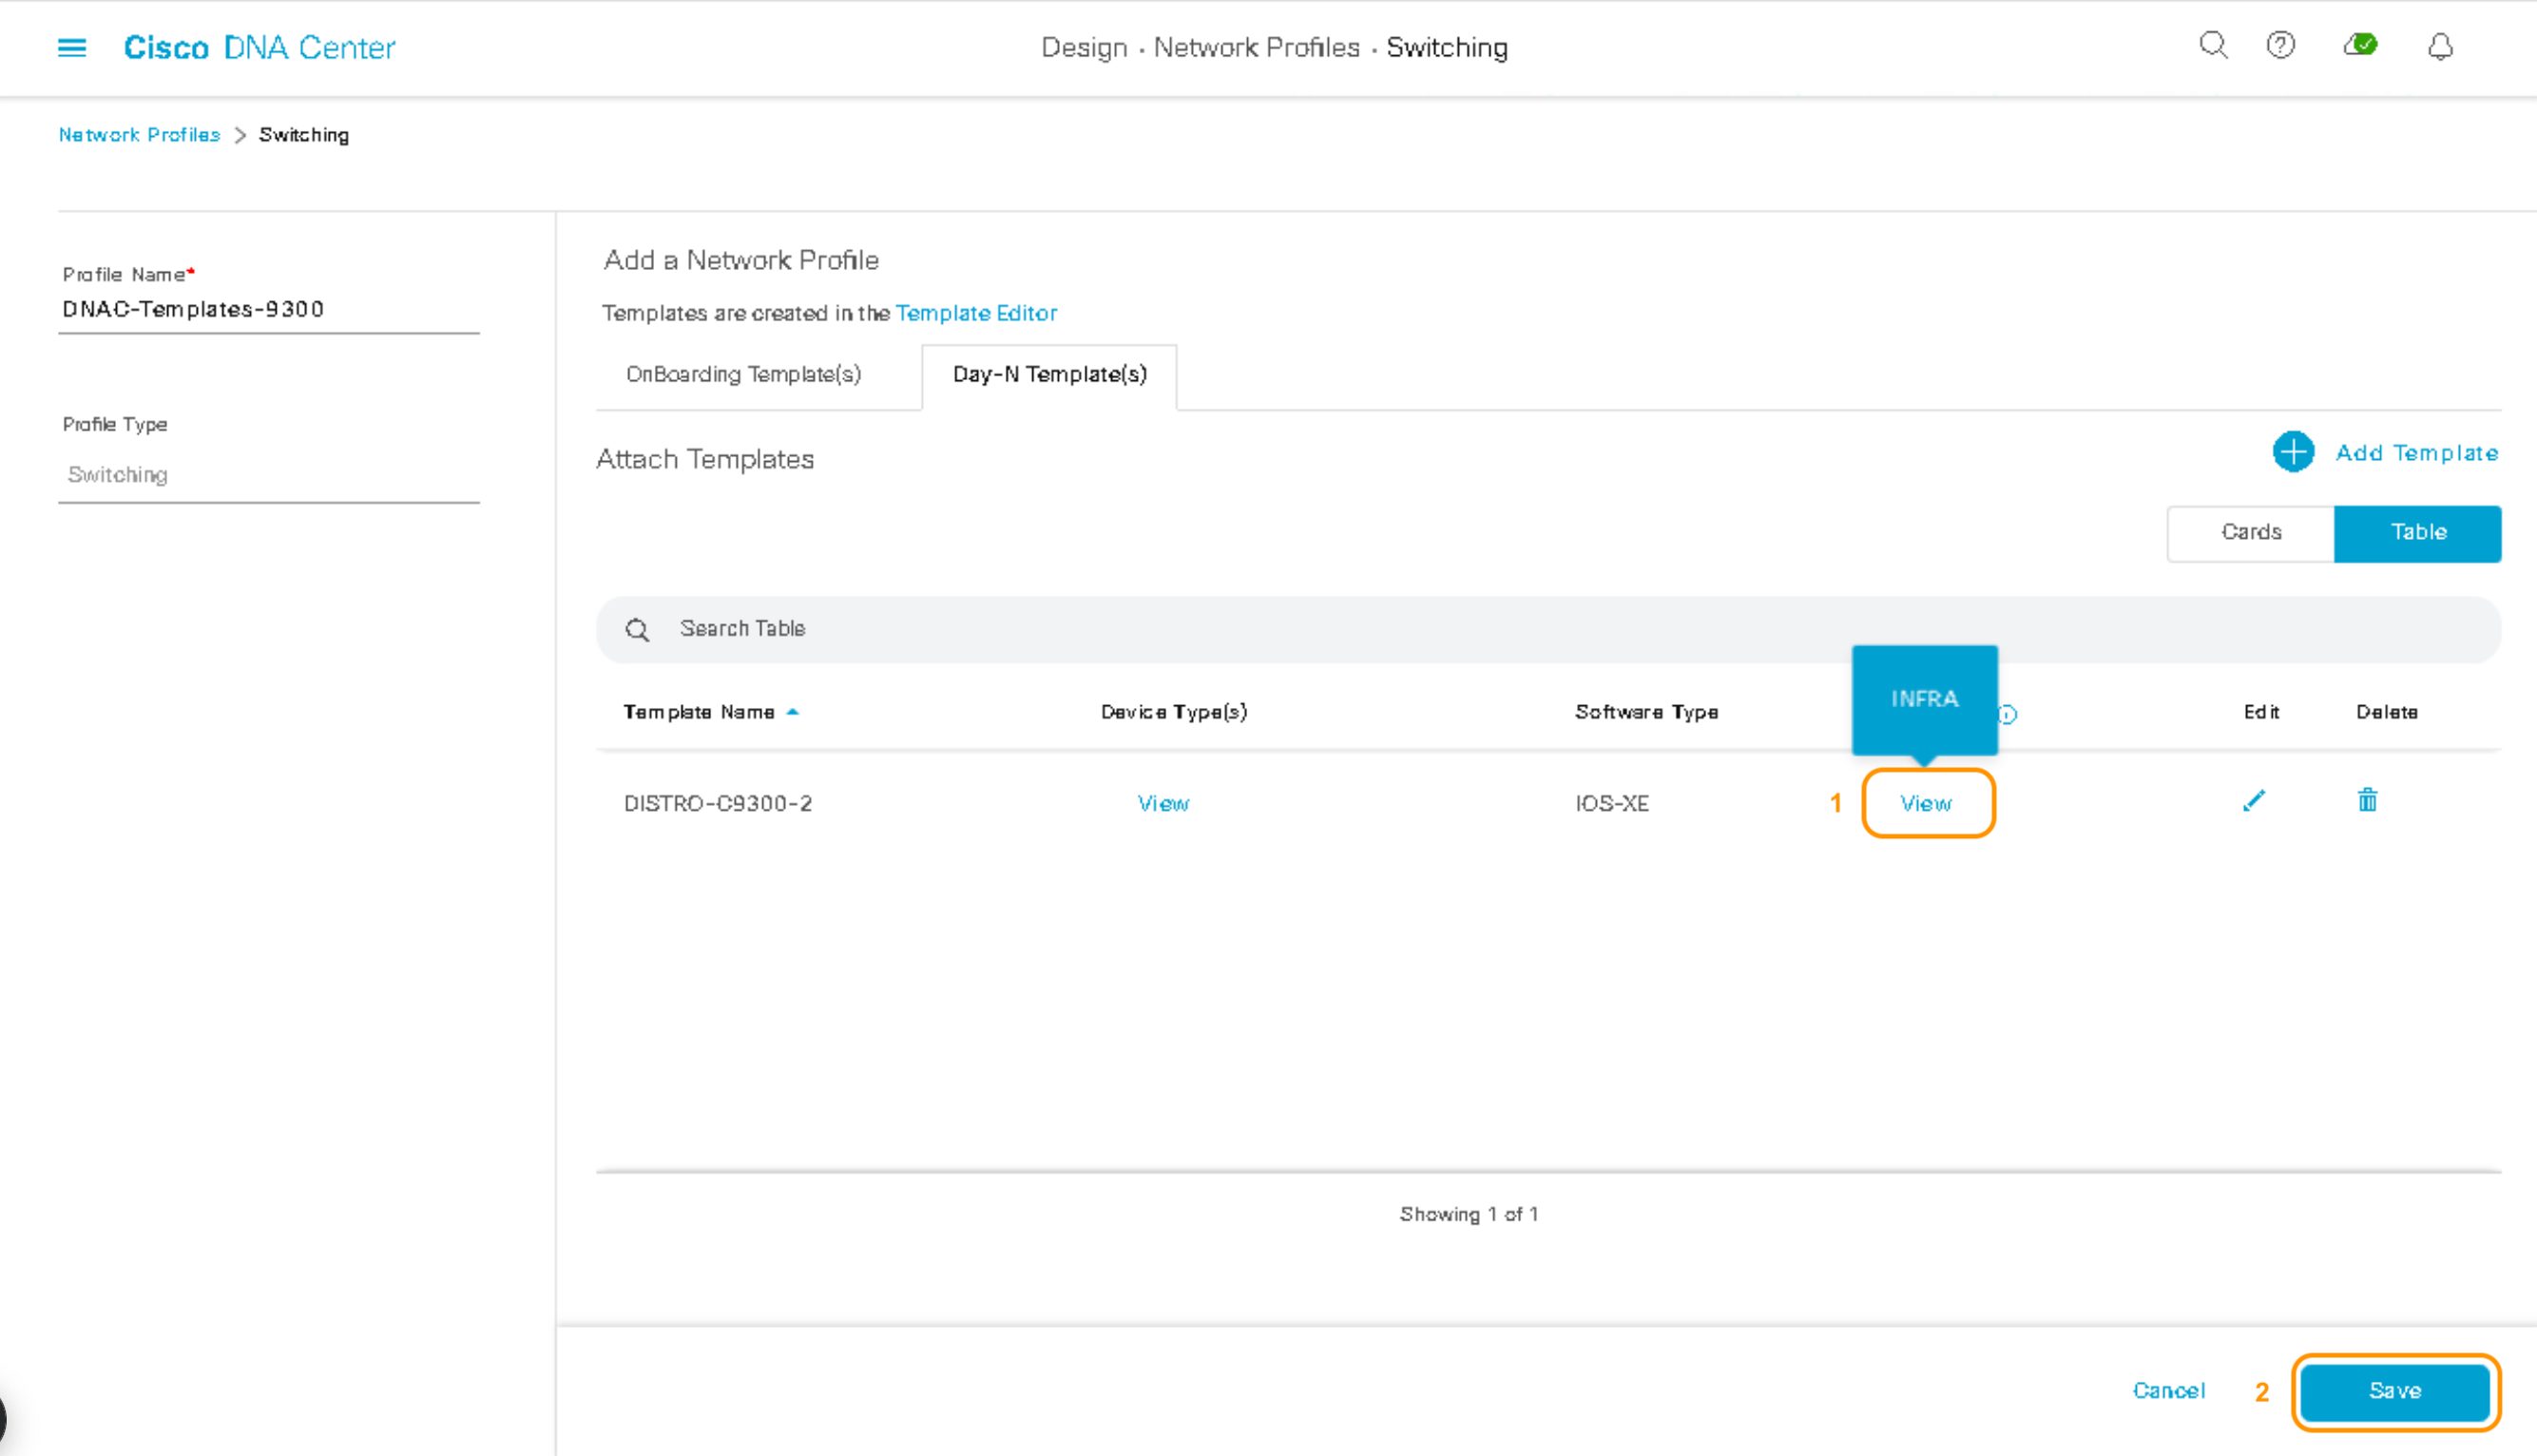 Cisco DNA Center
Design · Network Profiles · Switching
Network Profiles > Switching
Profile Name*
DNAC-Templates-9300
Profile Type
Switching
Add a Network Profile
Templates are created in the Template Editor
OnBoarding Template(s)
Day-N Template(s)
Attach Templates
Add Template
Cards
Table
Search Table
INFRA
Template Name
Device Type(s)
Software Type
Edit
Delete
DISTRO-C9300-2
View
IOS-XE
1
View
Showing 1 of 1
Cancel
2
Save